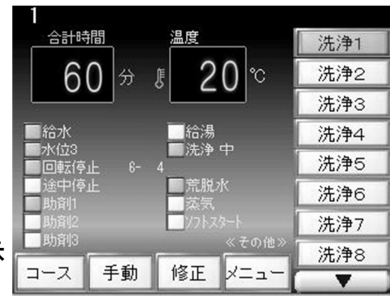 1
合計時間 温度
60 分 20 ℃
給水 給湯
水位3 洗浄 中
回転停止 6- 4
途中停止 荒脱水
助剤1 蒸気
助剤2 ソフトスタート
助剤3 ≪その他≫
コース 手動 修正 メニュー
洗浄1
洗浄2
洗浄3
洗浄4
洗浄5
洗浄6
洗浄7
洗浄8
▼